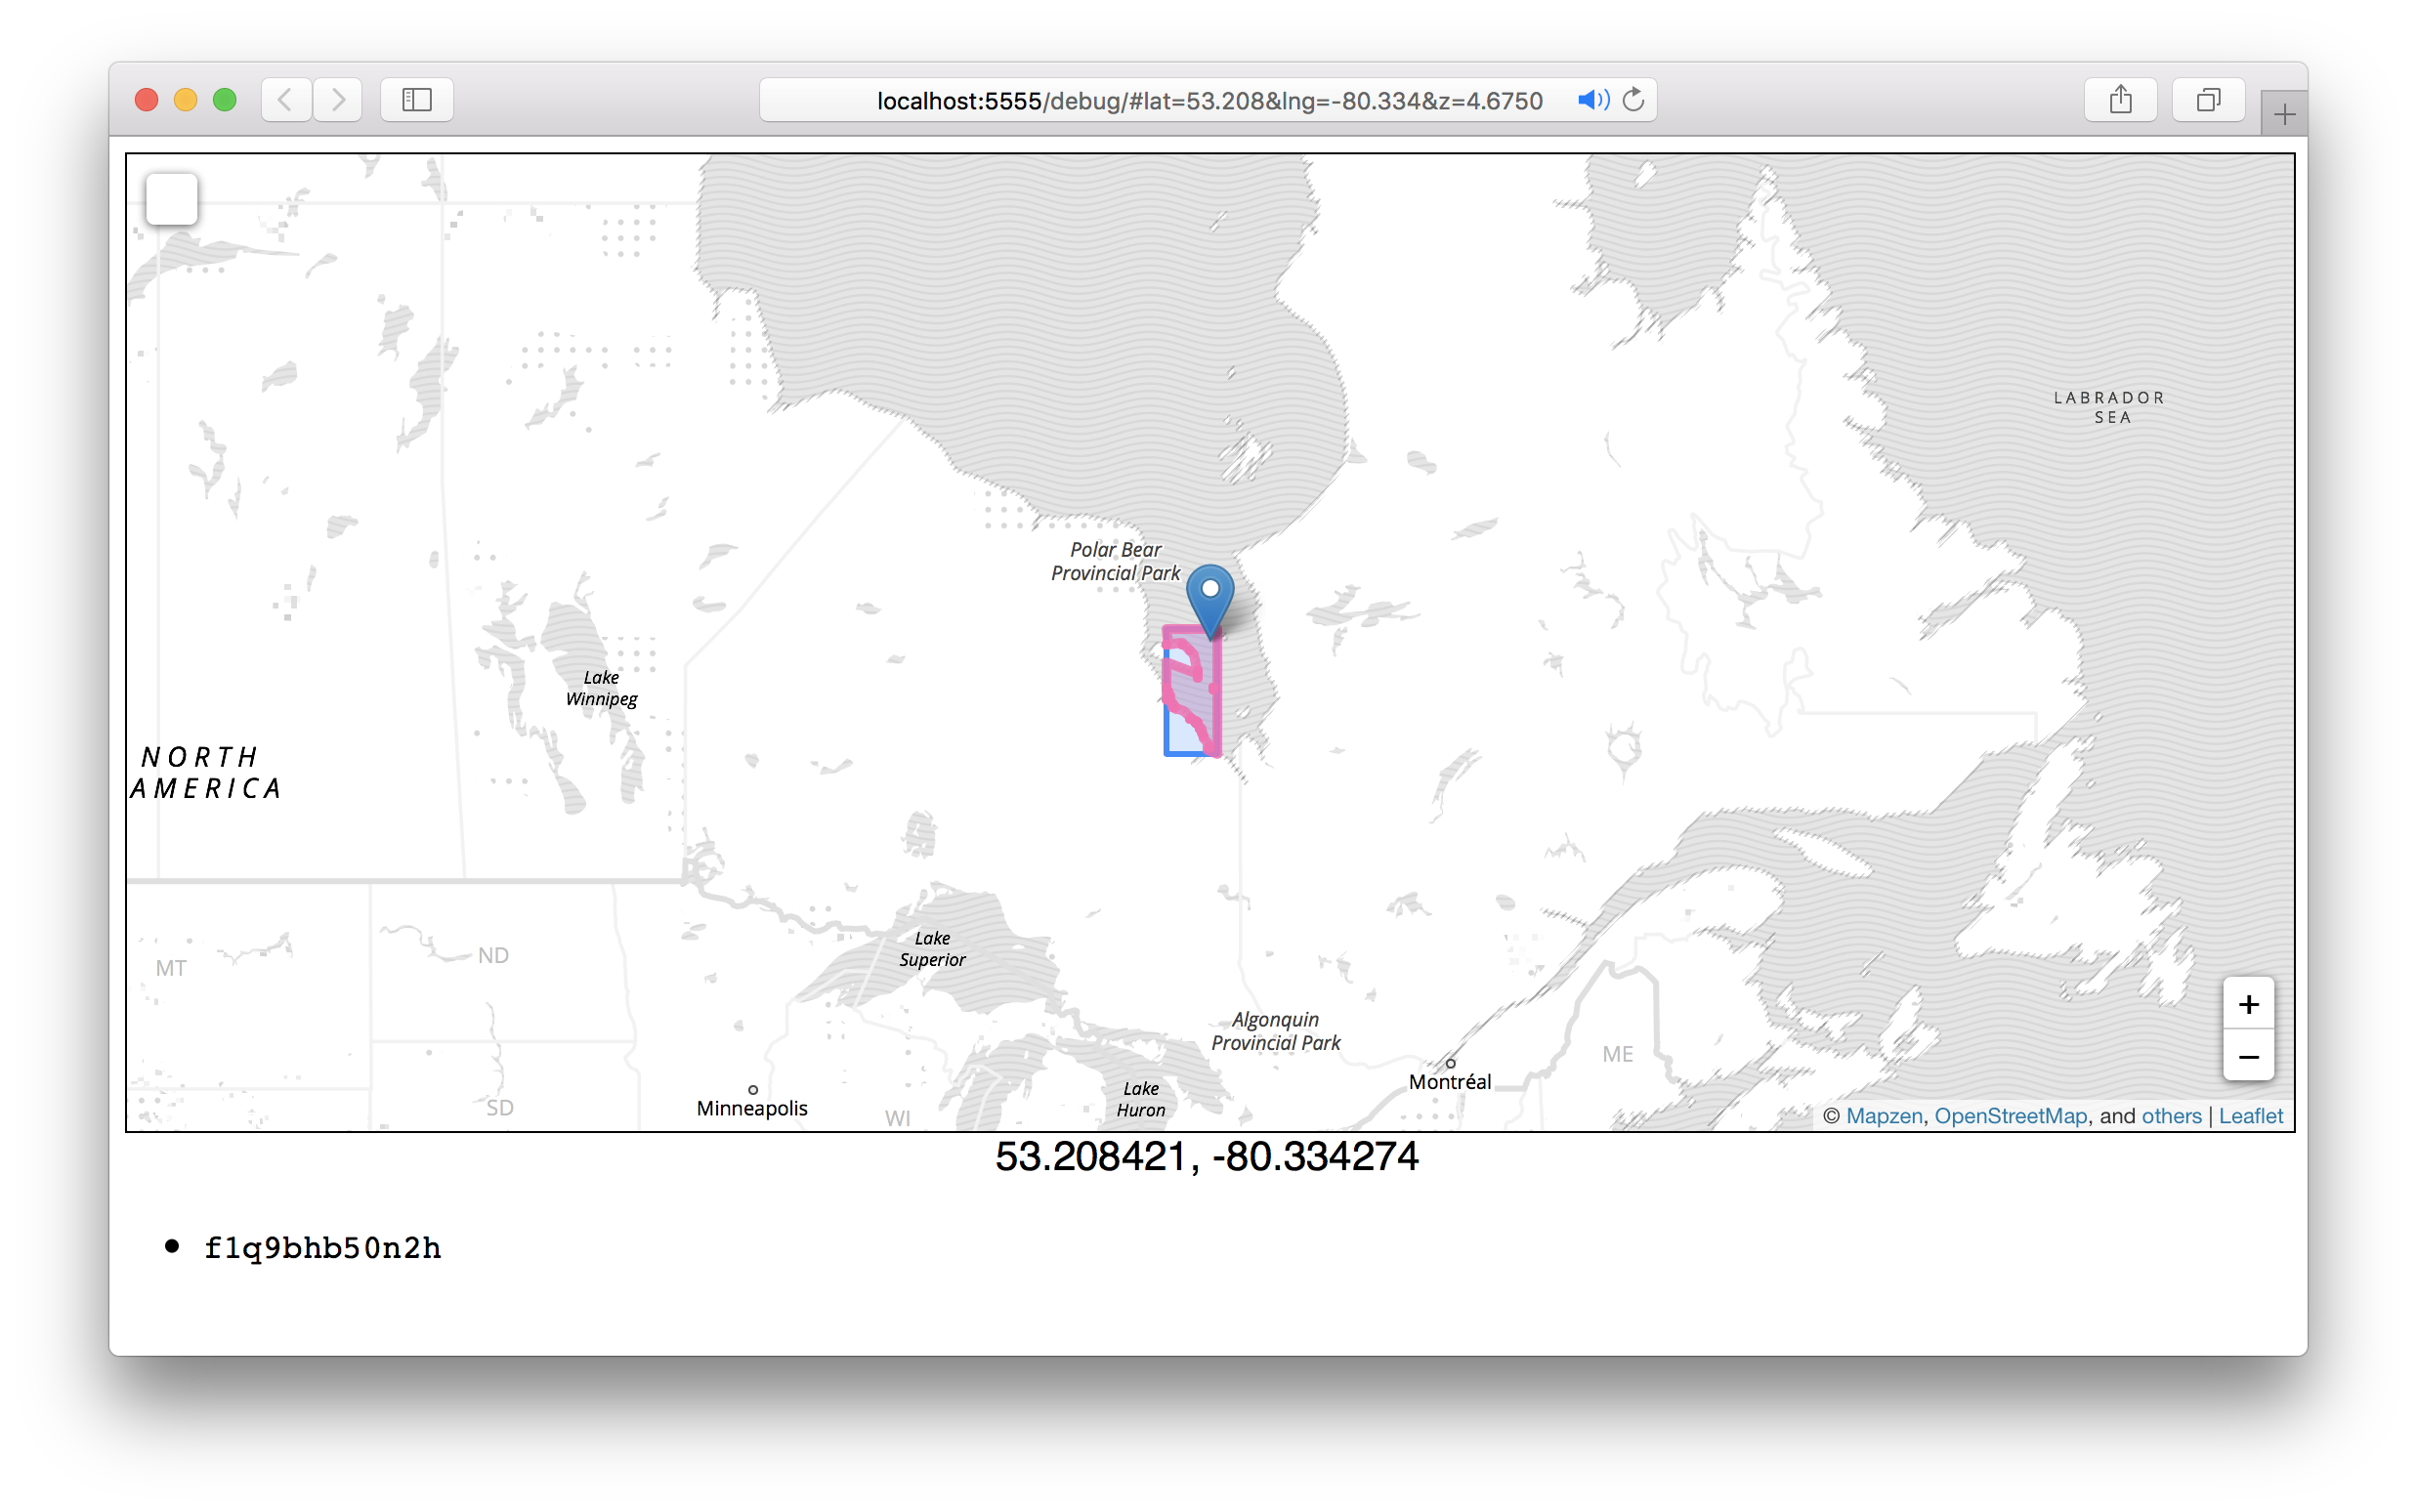 localhost:5555/debug/#lat=53.208&lng=-80.334&z=4.6750
LABRADOR
SEA
Polar Bear
Provincial Park
Lake
Winnipeg
NORTH
AMERICA
Lake
Superior
MT
ND
Algonquin
Provincial Park
ME
Montréal
Lake
Huron
SD
Minneapolis
WI
+
−
© Mapzen, OpenStreetMap, and others | Leaflet
53.208421, -80.334274
• f1q9bhb50n2h